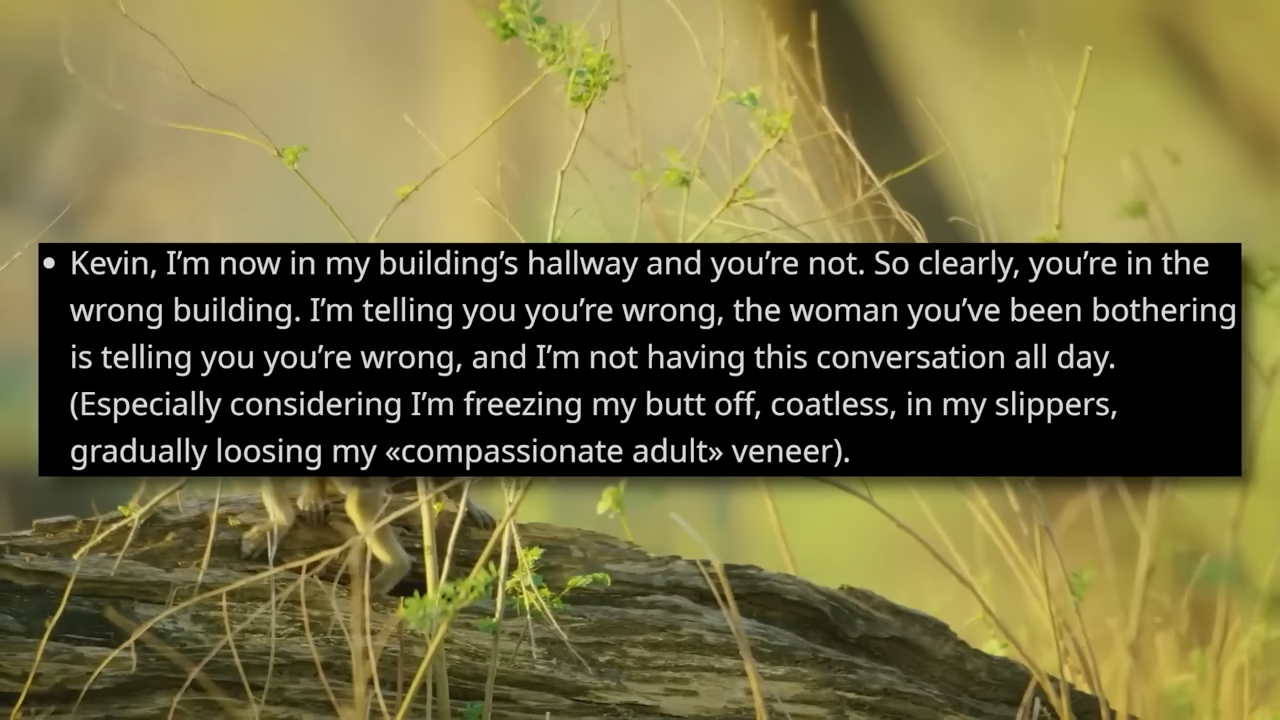 • Kevin, I’m now in my building’s hallway and you’re not. So clearly, you’re in the
wrong building. I’m telling you you’re wrong, the woman you’ve been bothering
is telling you you’re wrong, and I’m not having this conversation all day.
(Especially considering I’m freezing my butt off, coatless, in my slippers,
gradually loosing my «compassionate adult» veneer).